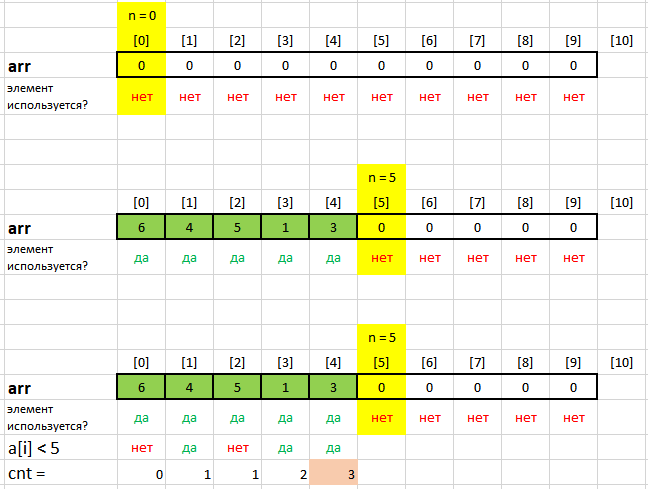 n = 0
[0] [1] [2] [3] [4] [5] [6] [7] [8] [9] [10]
arr 0 0 0 0 0 0 0 0 0 0
элемент
используется? нет нет нет нет нет нет нет нет нет нет
n = 5
[0] [1] [2] [3] [4] [5] [6] [7] [8] [9] [10]
arr 6 4 5 1 3 0 0 0 0 0
элемент
используется? да да да да да нет нет нет нет нет
n = 5
[0] [1] [2] [3] [4] [5] [6] [7] [8] [9] [10]
arr 6 4 5 1 3 0 0 0 0 0
элемент
используется? да да да да да нет нет нет нет нет
a[i] < 5 нет да нет да да
cnt = 0 1 1 2 3